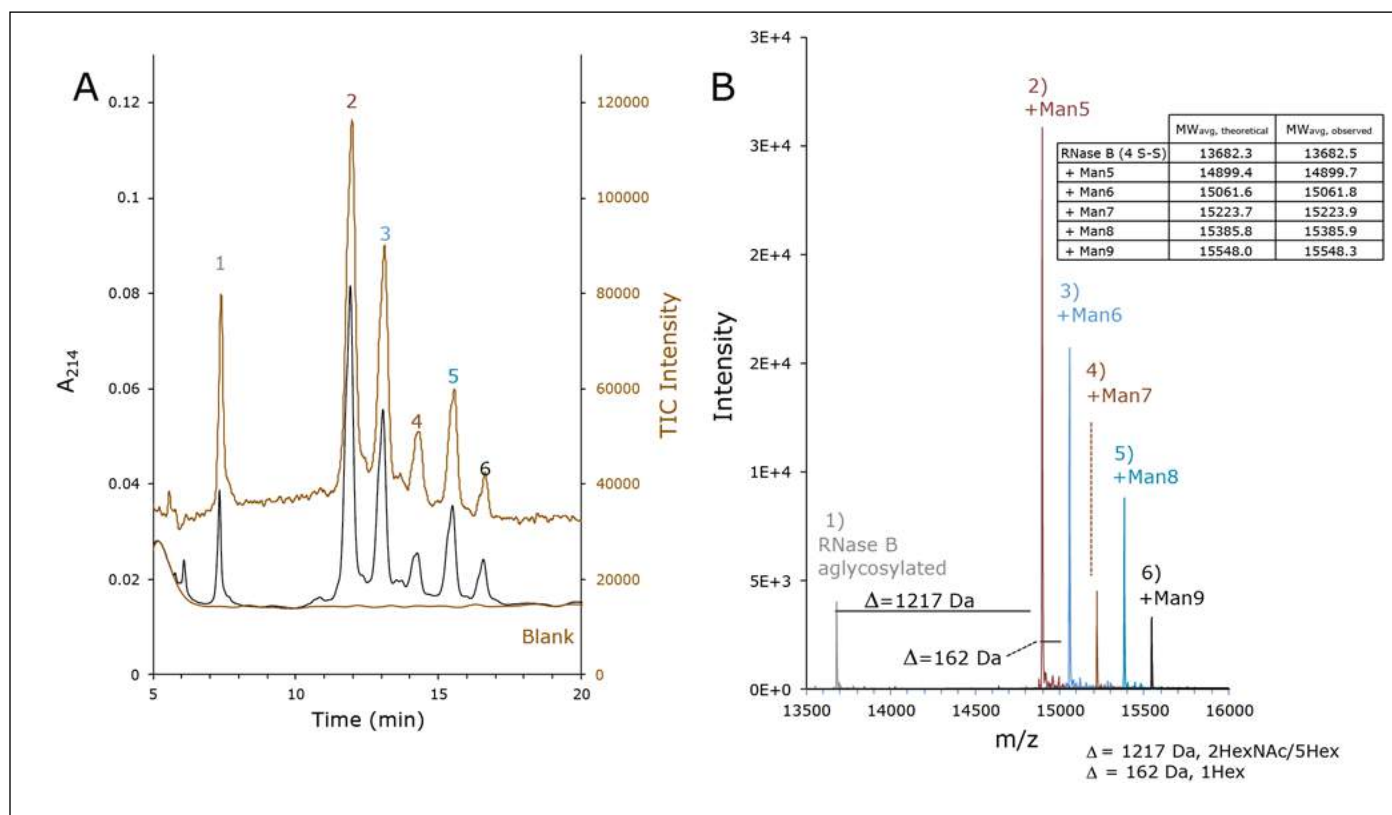 A
B
0.12
0.1
0.08
0.06
0.04
0.02
0
A214
120000
100000
80000
60000
40000
20000
0
TIC Intensity
1
2
3
4
5
6
Blank
5
10
15
20
Time (min)
3E+4
3E+4
2E+4
2E+4
1E+4
5E+3
0E+0
Intensity
2)
+Man5
MWavg, theoretical MWavg, observed
RNase B (4 S-S) 13682.3 13682.5
+ Man5 14899.4 14899.7
+ Man6 15061.6 15061.8
+ Man7 15223.7 15223.9
+ Man8 15385.8 15385.9
+ Man9 15548.0 15548.3
3)
+Man6
4)
+Man7
5)
+Man8
1)
RNase B
aglycosylated
6)
+Man9
Δ=1217 Da
Δ=162 Da
13500 14000 14500 15000 15500 16000
m/z
Δ = 1217 Da, 2HexNAc/5Hex
Δ = 162 Da, 1Hex